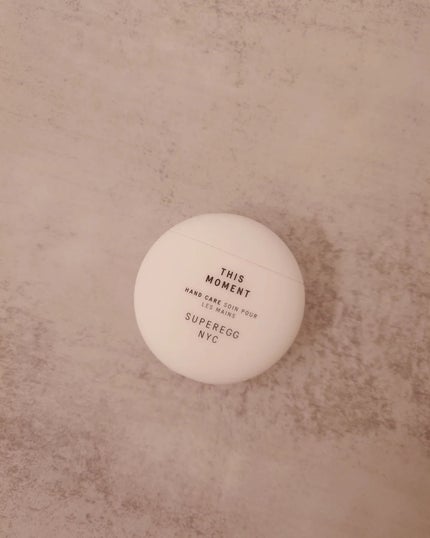 THIS
MOMENT
HAND CARE SOIN POUR
LES MAINS
SUPEREGG
NYC